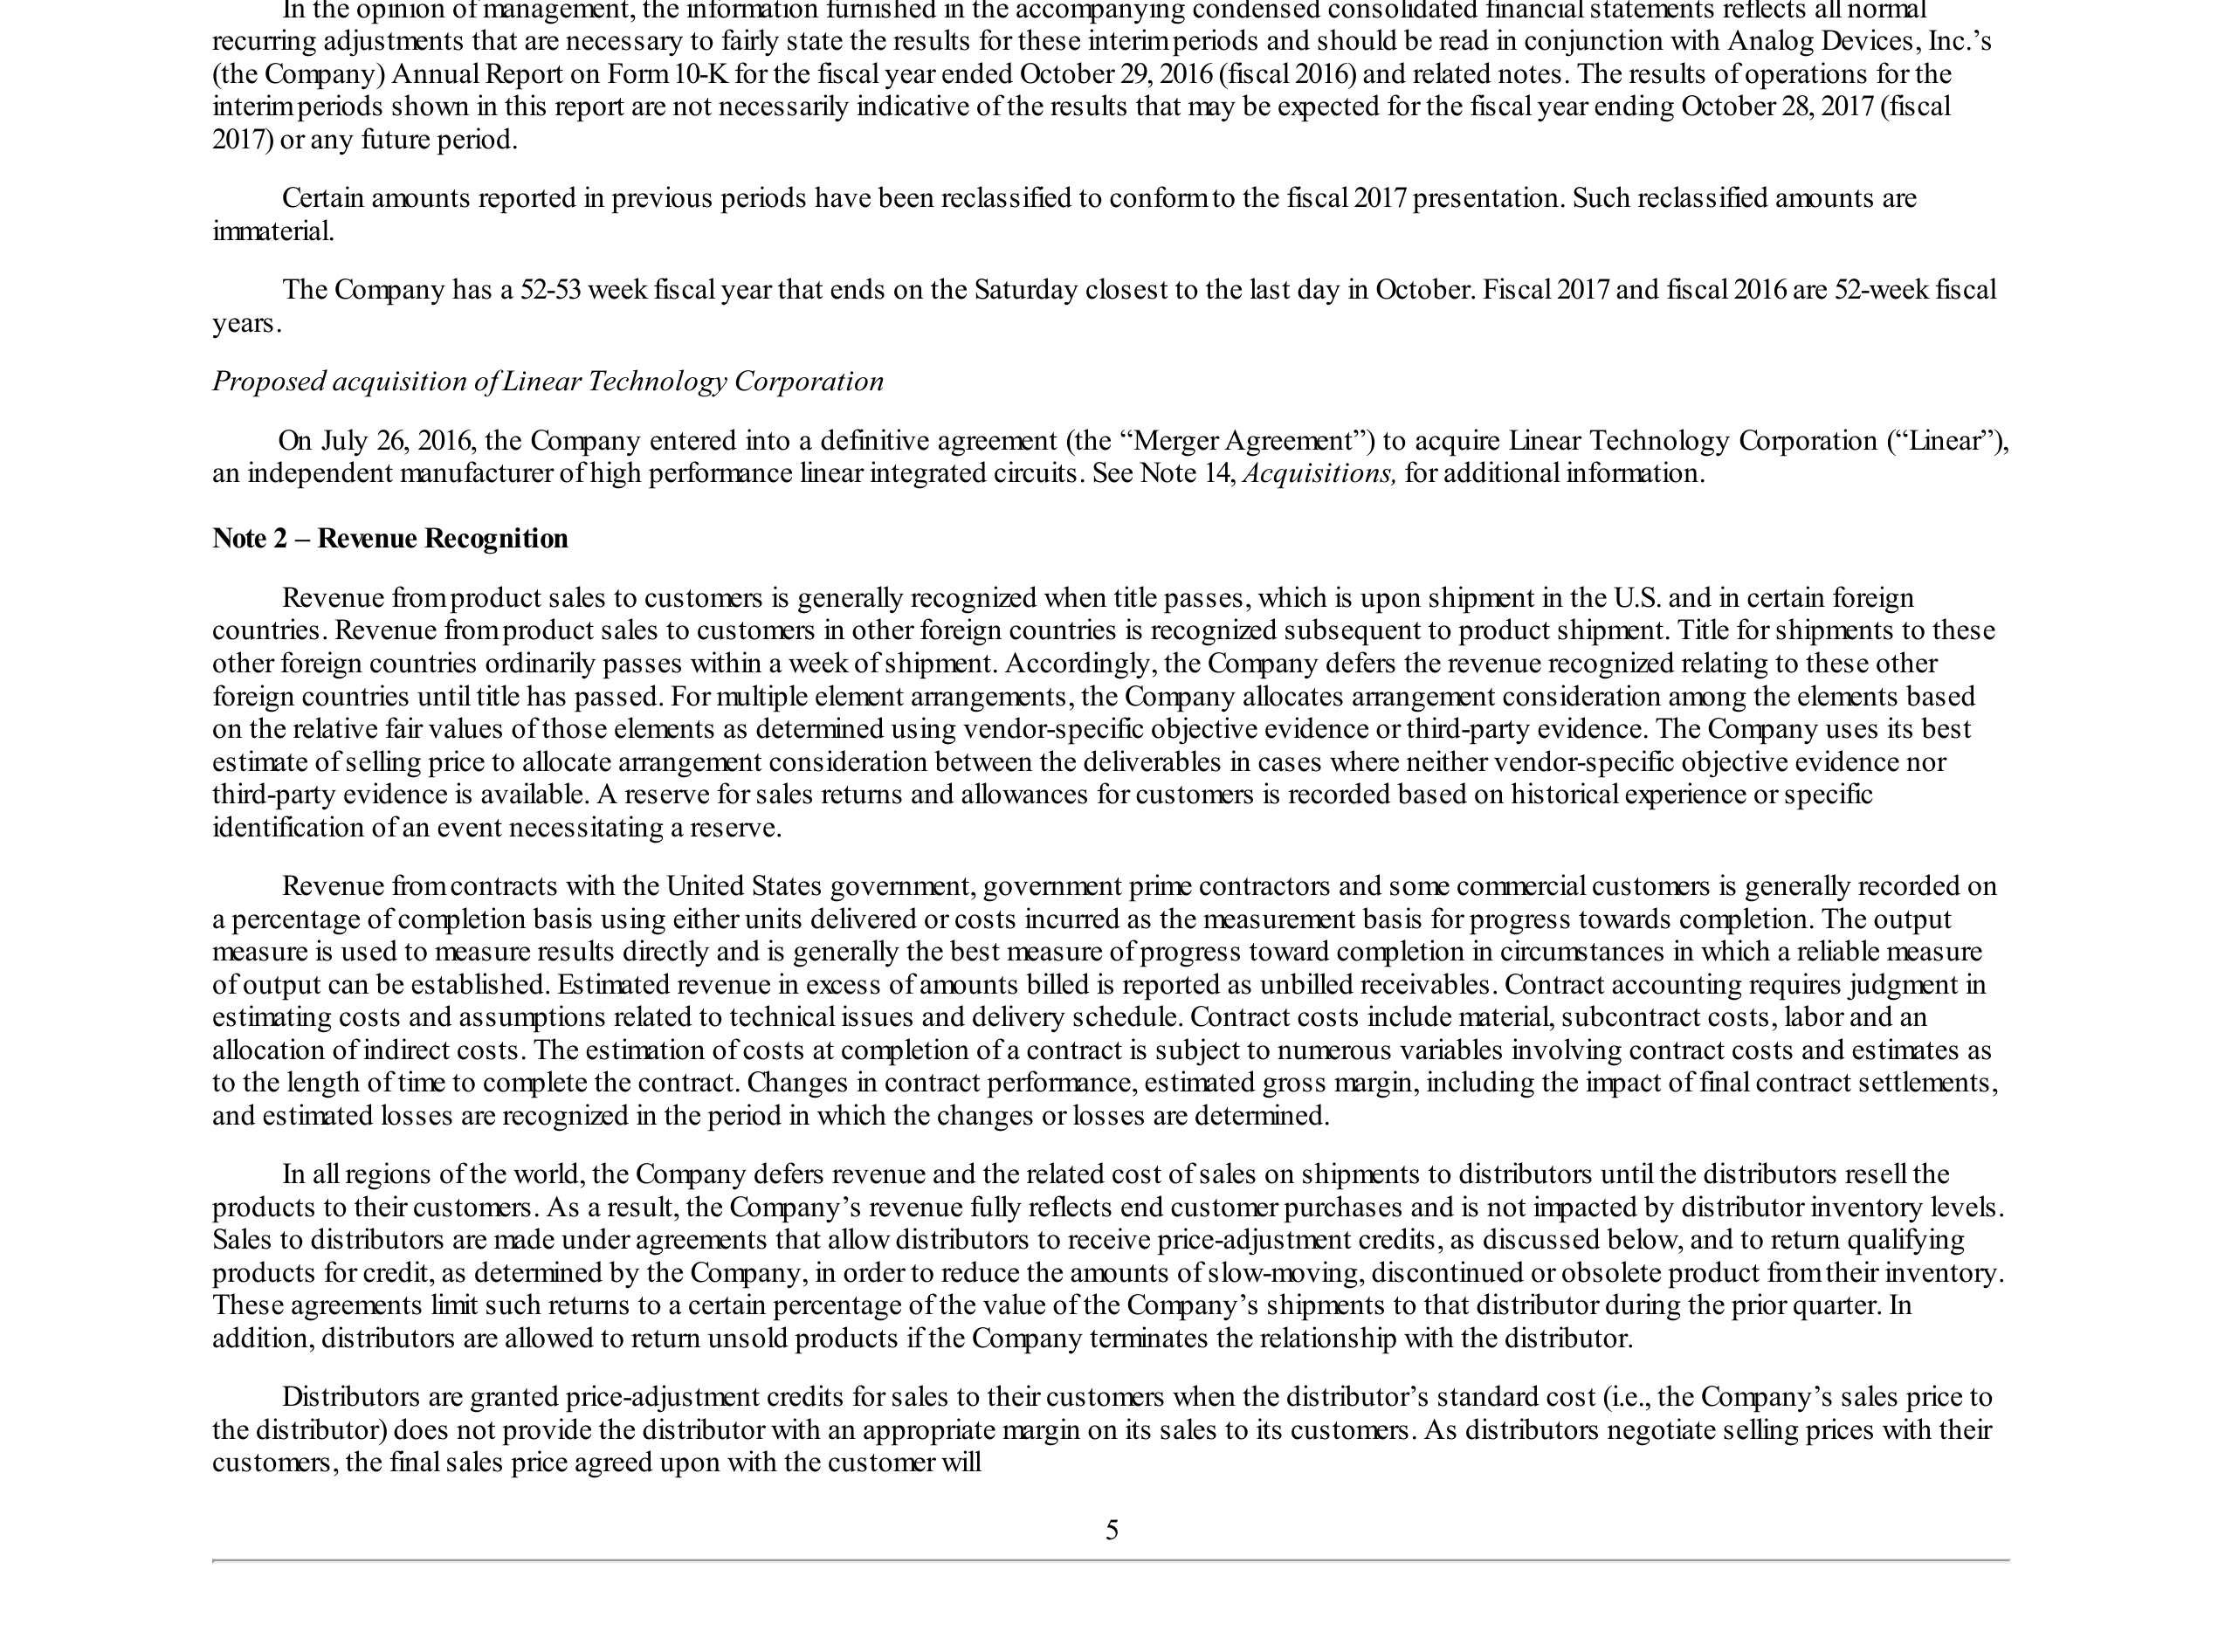 In the opinion of management, the information furnished in the accompanying condensed consolidated financial statements reflects all normal
recurring adjustments that are necessary to fairly state the results for these interim periods and should be read in conjunction with Analog Devices, Inc.’s
(the Company) Annual Report on Form 10-K for the fiscal year ended October 29, 2016 (fiscal 2016) and related notes. The results of operations for the
interim periods shown in this report are not necessarily indicative of the results that may be expected for the fiscal year ending October 28, 2017 (fiscal
2017) or any future period.
Certain amounts reported in previous periods have been reclassified to conform to the fiscal 2017 presentation. Such reclassified amounts are
immaterial.
The Company has a 52-53 week fiscal year that ends on the Saturday closest to the last day in October. Fiscal 2017 and fiscal 2016 are 52-week fiscal
years.
Proposed acquisition of Linear Technology Corporation
On July 26, 2016, the Company entered into a definitive agreement (the “Merger Agreement”) to acquire Linear Technology Corporation (“Linear”),
an independent manufacturer of high performance linear integrated circuits. See Note 14, Acquisitions, for additional information.
Note 2 – Revenue Recognition
Revenue from product sales to customers is generally recognized when title passes, which is upon shipment in the U.S. and in certain foreign
countries. Revenue from product sales to customers in other foreign countries is recognized subsequent to product shipment. Title for shipments to these
other foreign countries ordinarily passes within a week of shipment. Accordingly, the Company defers the revenue recognized relating to these other
foreign countries until title has passed. For multiple element arrangements, the Company allocates arrangement consideration among the elements based
on the relative fair values of those elements as determined using vendor-specific objective evidence or third-party evidence. The Company uses its best
estimate of selling price to allocate arrangement consideration between the deliverables in cases where neither vendor-specific objective evidence nor
third-party evidence is available. A reserve for sales returns and allowances for customers is recorded based on historical experience or specific
identification of an event necessitating a reserve.
Revenue from contracts with the United States government, government prime contractors and some commercial customers is generally recorded on
a percentage of completion basis using either units delivered or costs incurred as the measurement basis for progress towards completion. The output
measure is used to measure results directly and is generally the best measure of progress toward completion in circumstances in which a reliable measure
of output can be established. Estimated revenue in excess of amounts billed is reported as unbilled receivables. Contract accounting requires judgment in
estimating costs and assumptions related to technical issues and delivery schedule. Contract costs include material, subcontract costs, labor and an
allocation of indirect costs. The estimation of costs at completion of a contract is subject to numerous variables involving contract costs and estimates as
to the length of time to complete the contract. Changes in contract performance, estimated gross margin, including the impact of final contract settlements,
and estimated losses are recognized in the period in which the changes or losses are determined.
In all regions of the world, the Company defers revenue and the related cost of sales on shipments to distributors until the distributors resell the
products to their customers. As a result, the Company’s revenue fully reflects end customer purchases and is not impacted by distributor inventory levels.
Sales to distributors are made under agreements that allow distributors to receive price-adjustment credits, as discussed below, and to return qualifying
products for credit, as determined by the Company, in order to reduce the amounts of slow-moving, discontinued or obsolete product from their inventory.
These agreements limit such returns to a certain percentage of the value of the Company’s shipments to that distributor during the prior quarter. In
addition, distributors are allowed to return unsold products if the Company terminates the relationship with the distributor.
Distributors are granted price-adjustment credits for sales to their customers when the distributor’s standard cost (i.e., the Company’s sales price to
the distributor) does not provide the distributor with an appropriate margin on its sales to its customers. As distributors negotiate selling prices with their
customers, the final sales price agreed upon with the customer will
5